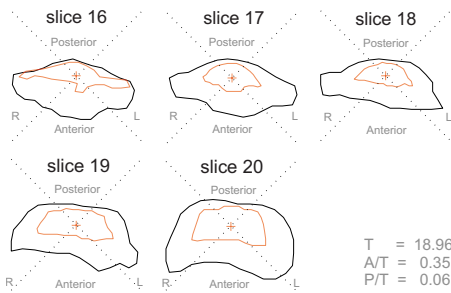 slice 16
Posterior
R
L
Anterior
slice 17
Posterior
R
L
Anterior
slice 18
Posterior
R
L
Anterior
slice 19
Posterior
R
L
Anterior
slice 20
Posterior
R
L
Anterior
T = 18.96
A/T = 0.35
P/T = 0.06